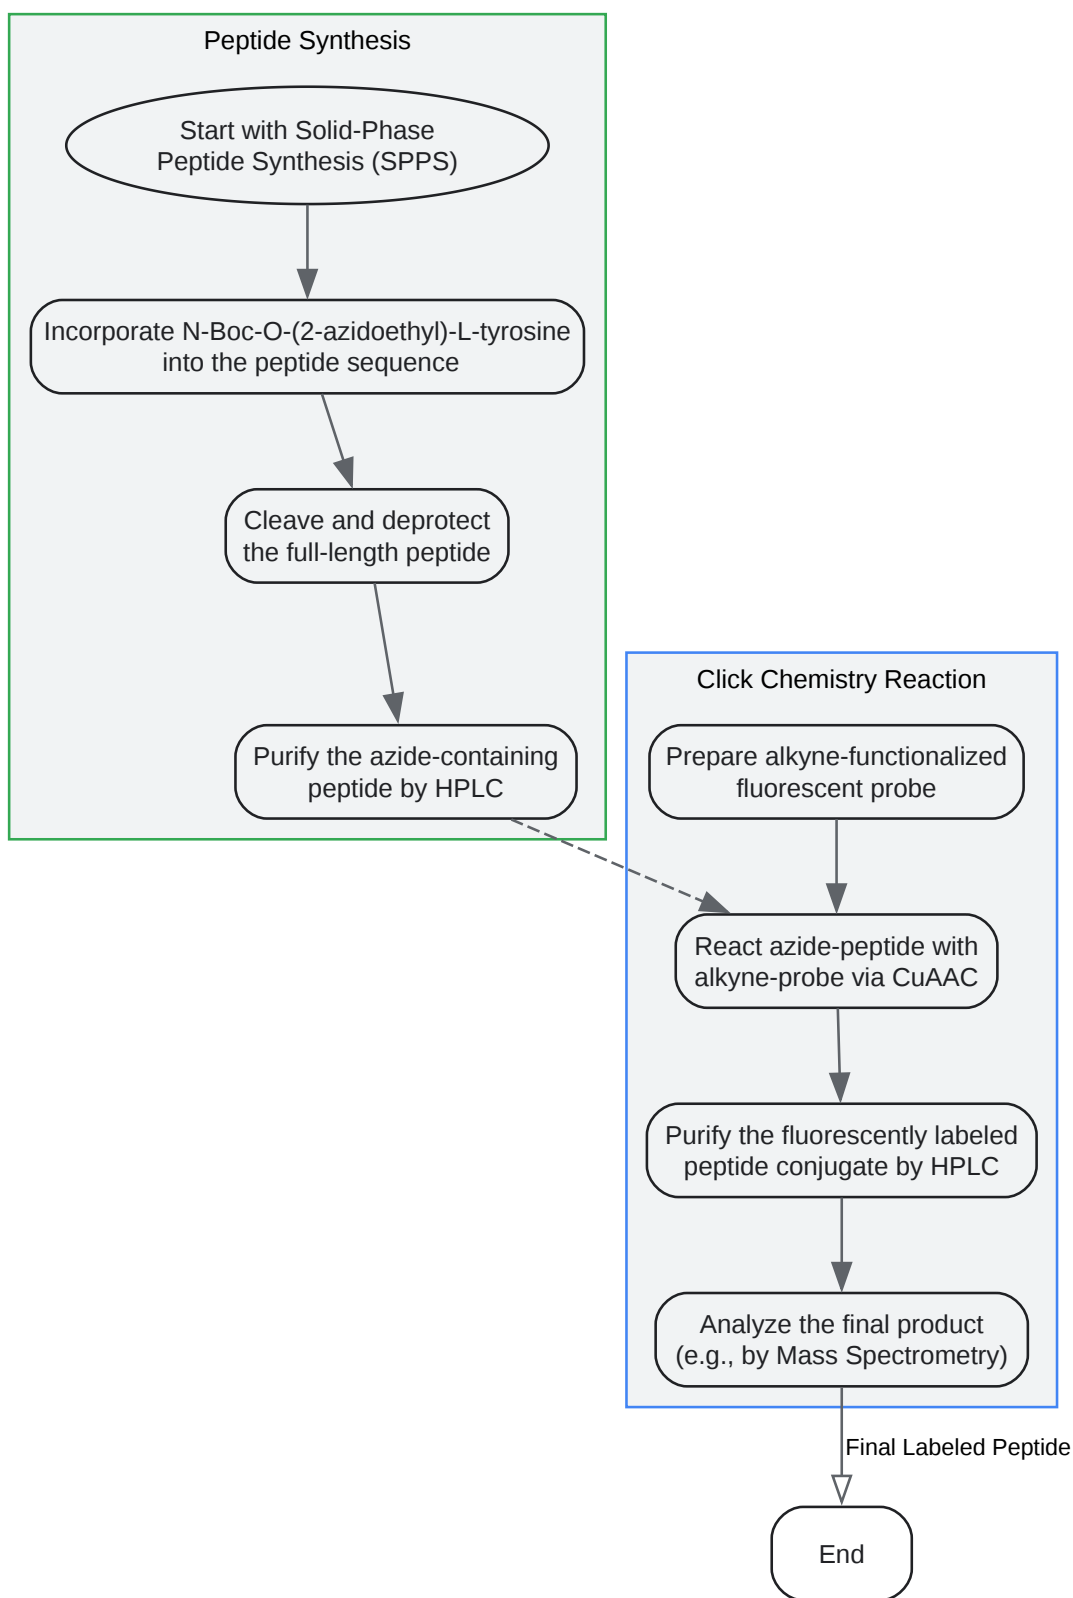 Peptide Synthesis
Start with Solid-Phase
Peptide Synthesis (SPPS)
Incorporate N-Boc-O-(2-azidoethyl)-L-tyrosine
into the peptide sequence
Cleave and deprotect
the full-length peptide
Purify the azide-containing
peptide by HPLC
Click Chemistry Reaction
Prepare alkyne-functionalized
fluorescent probe
React azide-peptide with
alkyne-probe via CuAAC
Purify the fluorescently labeled
peptide conjugate by HPLC
Analyze the final product
(e.g., by Mass Spectrometry)
Final Labeled Peptide
End